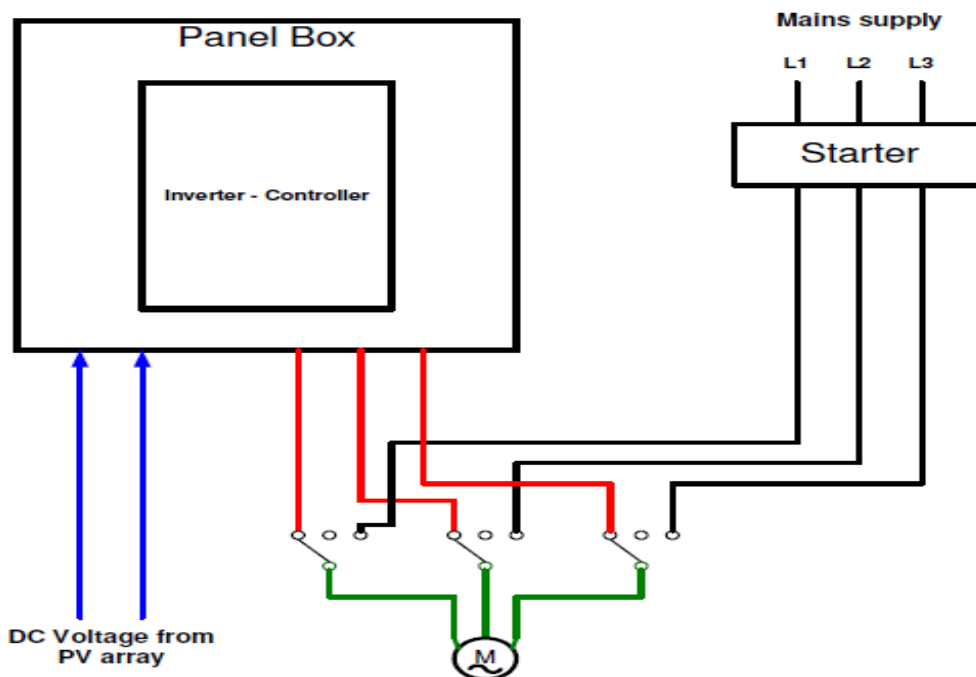 Mains supply
Panel Box
L1 L2 L3
Starter
Inverter - Controller
DC Voltage from
PV array
M